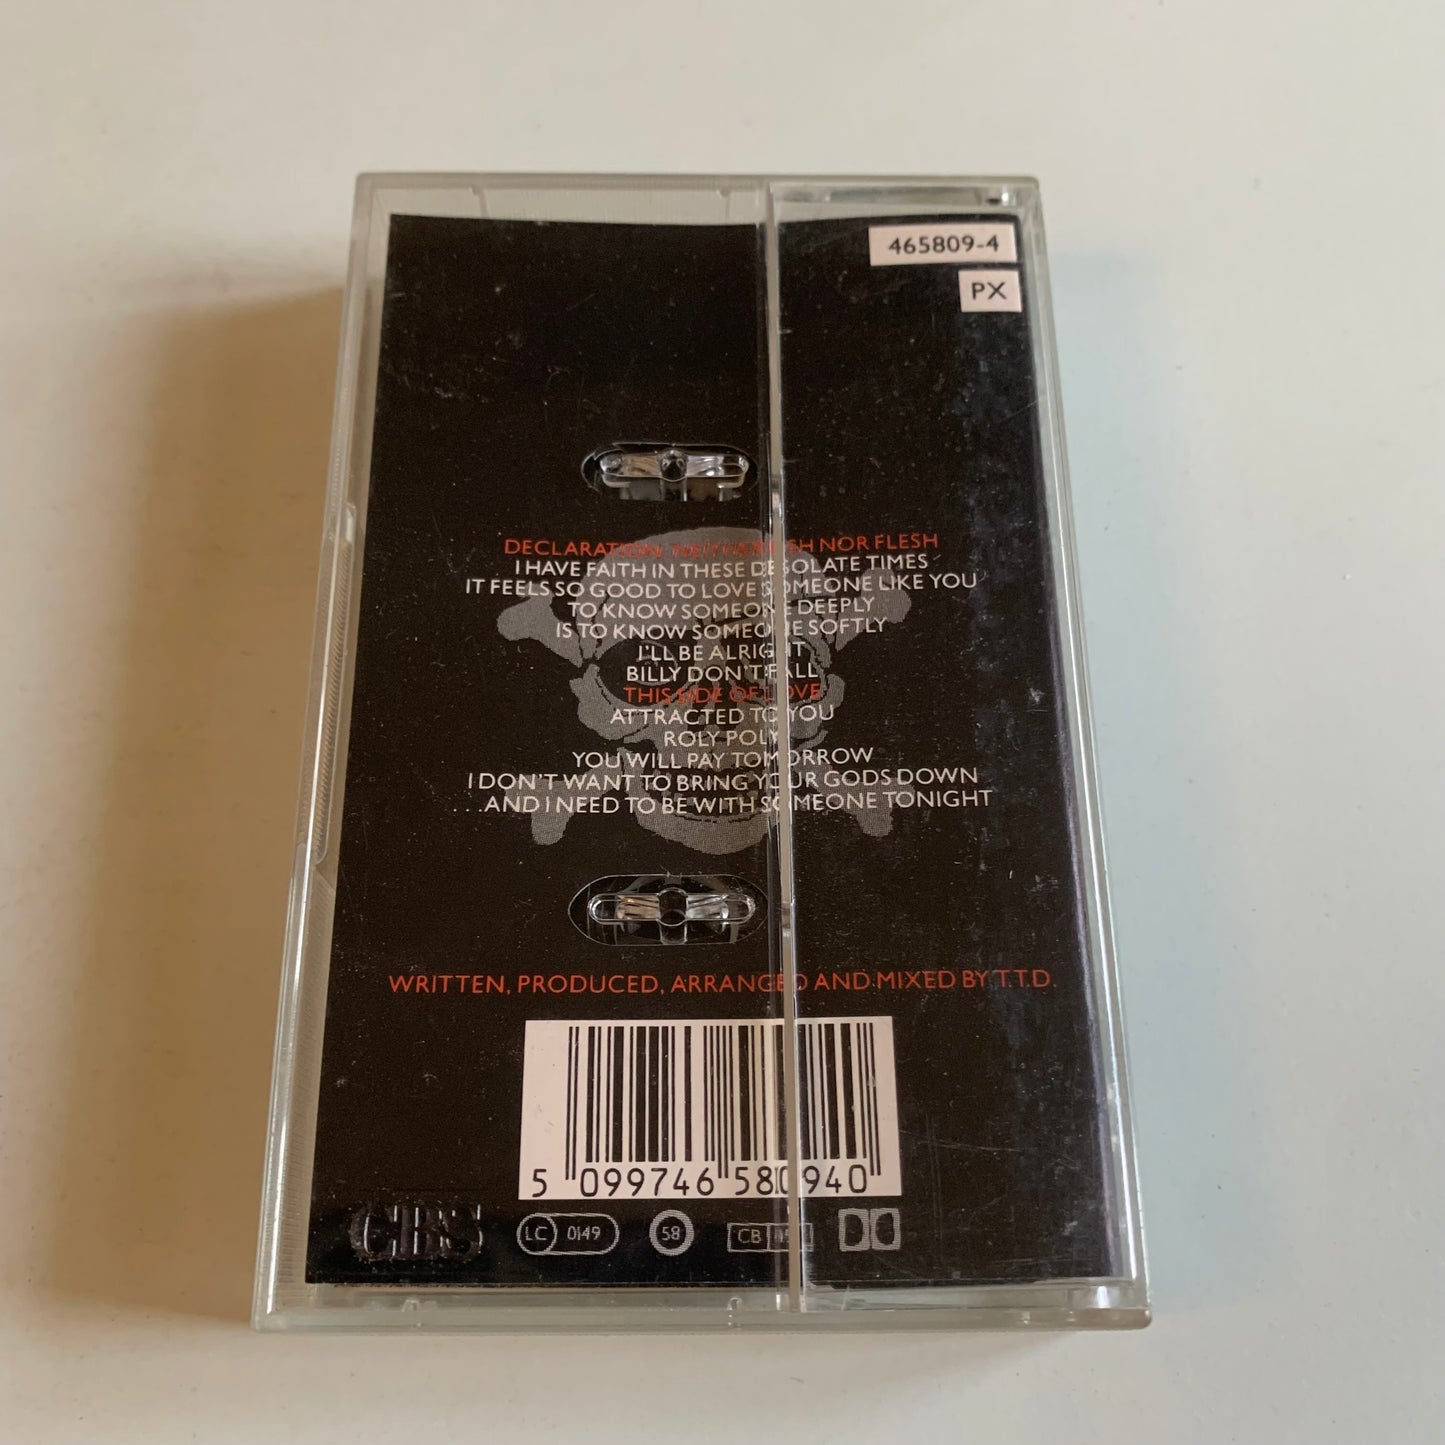 465809-4
PX
DECLARATION: NEITHER FISH NOR FLESH
I HAVE FAITH IN THESE DESOLATE TIMES
IT FEELS SO GOOD TO LOVE SOMEONE LIKE YOU
TO KNOW SOMEONE DEEPLY
IS TO KNOW SOMEONE SOFTLY
I'LL BE ALRIGHT
BILLY DON'T FALL
THIS SIDE OF LOVE
ATTRACTED TO YOU
ROLY POLY
YOU WILL PAY TOMORROW
I DON'T WANT TO BRING YOUR GODS DOWN
. . .AND I NEED TO BE WITH SOMEONE TONIGHT
WRITTEN, PRODUCED, ARRANGED AND MIXED BY T.T.D.
5 099746 580940
CBS
LC 0149
58
CB